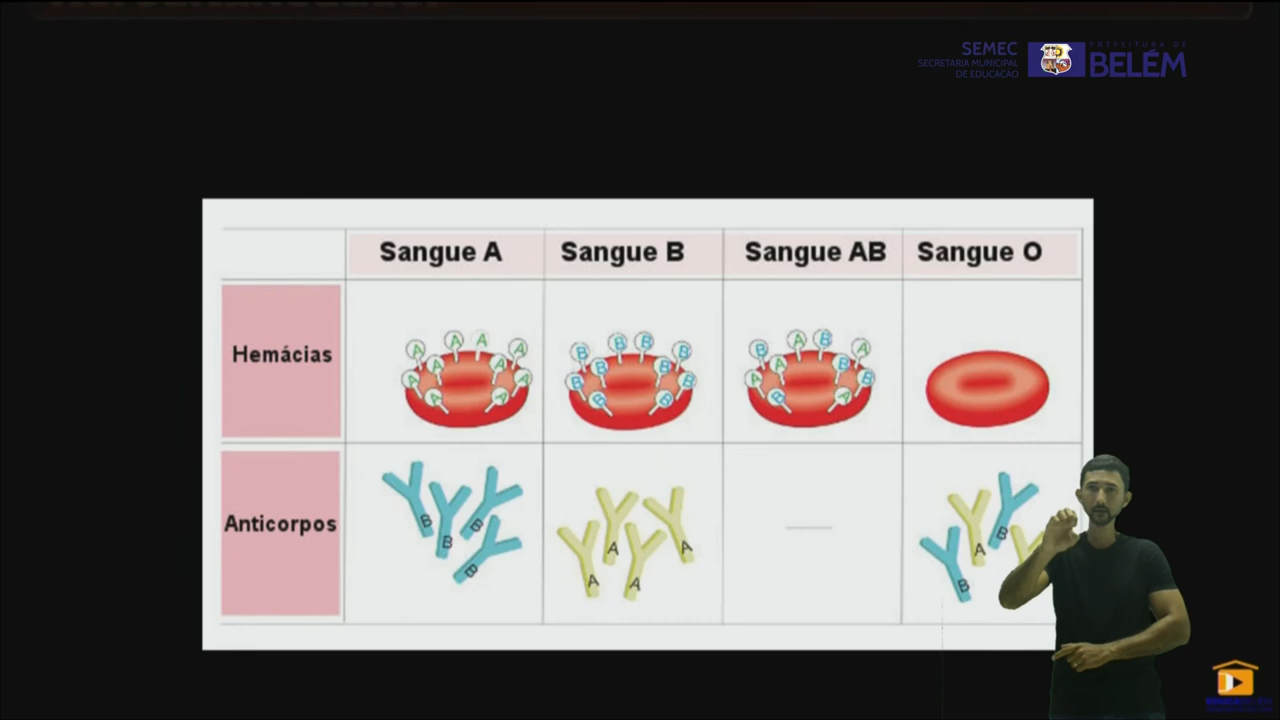 SEMEC
SECRETARIA MUNICIPAL
DE EDUCAÇÃO
PREFEITURA DE
BELÉM
Sangue A
Sangue B
Sangue AB
Sangue O
Hemácias
A A A A A A A A A A
B B B B B B B B B B
B A B A A B A B B A
Anticorpos
B B B B
A A A A
B A B